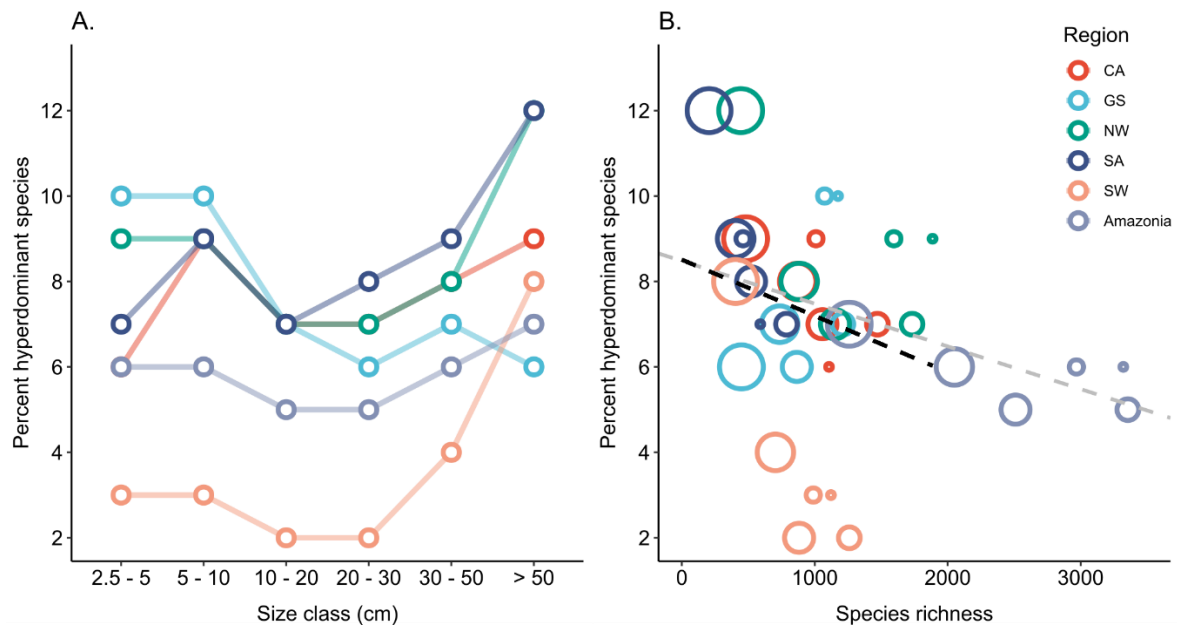 A.
Percent hyperdominant species
12
10
8
6
4
2
2.5 - 5
5 - 10
10 - 20
20 - 30
30 - 50
> 50
Size class (cm)
B.
Percent hyperdominant species
12
10
8
6
4
2
0
1000
2000
3000
Species richness
Region
CA
GS
NW
SA
SW
Amazonia